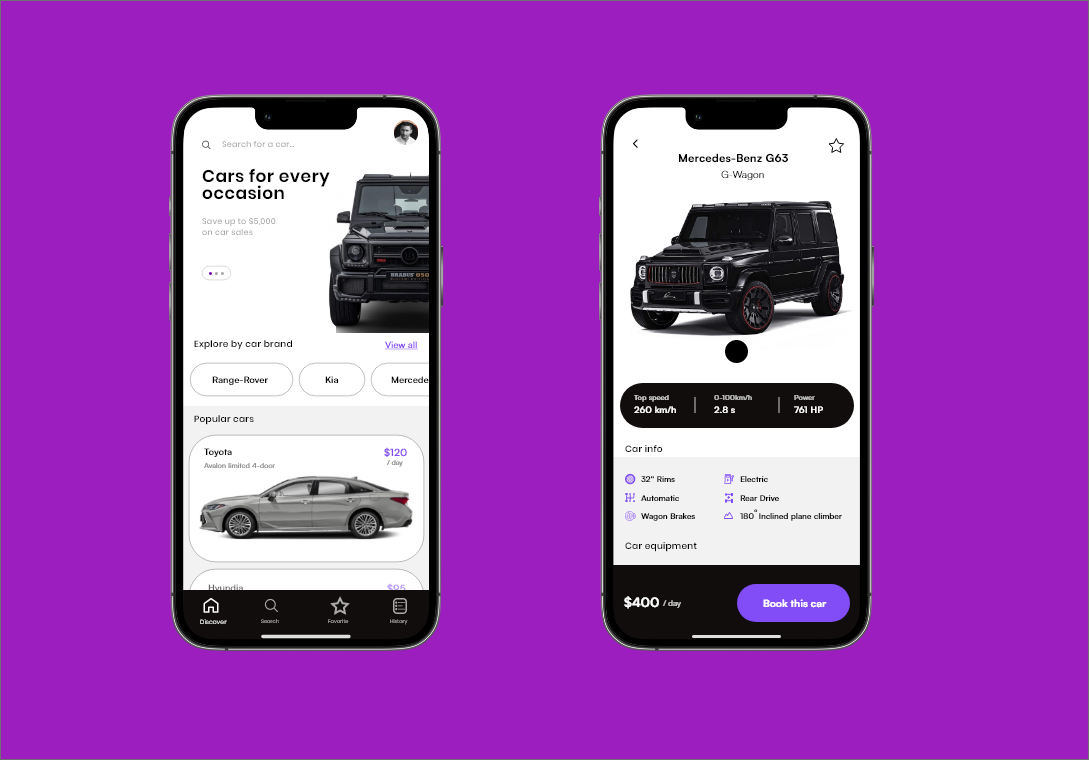 Search for a car...
Cars for every
occasion
Save up to $5,000
on car sales
BRABUS 850
Explore by car brand
View all
Range-Rover
Kia
Mercede
Popular cars
Toyota
$120
Avalon limited 4-door
/ day
Hyundia
$95
Discover
Search
Favorite
History
Mercedes-Benz G63
G-Wagon
Top speed
0-100km/h
Power
260 km/h
2.8 s
761 HP
Car info
32" Rims
Electric
Automatic
Rear Drive
Wagon Brakes
180° Inclined plane climber
Car equipment
$400 / day
Book this car